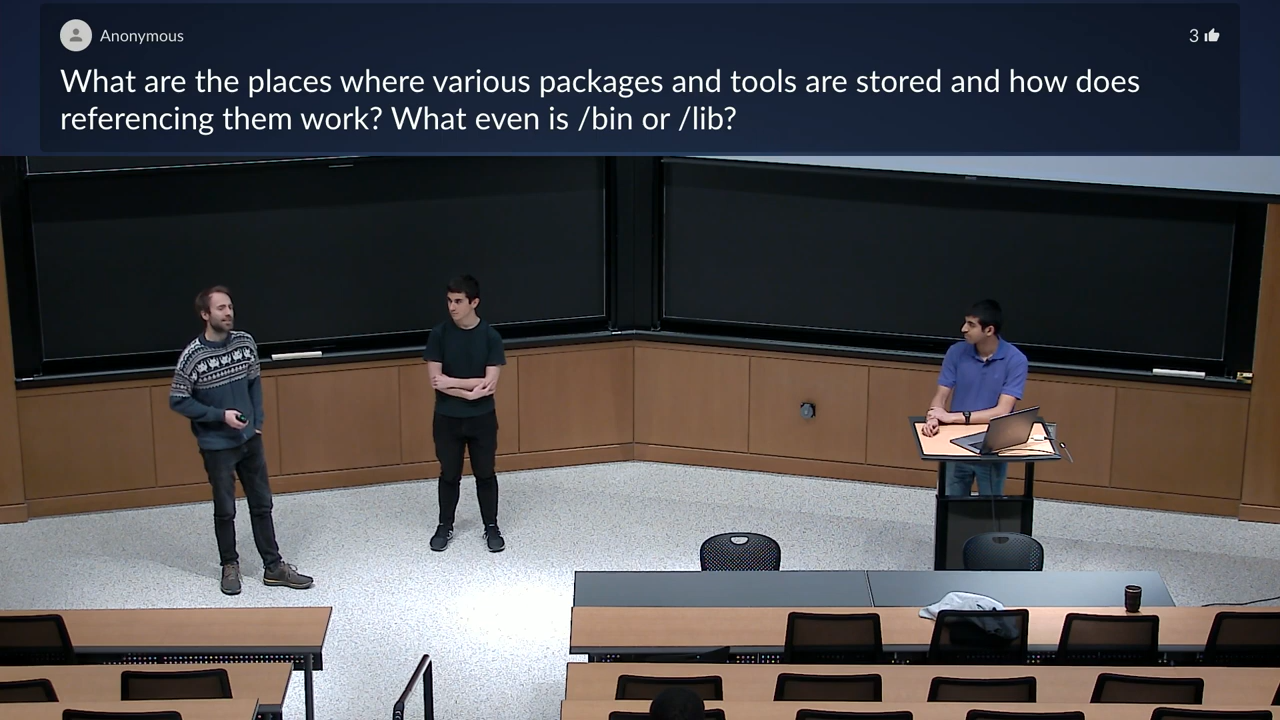 Anonymous
3
What are the places where various packages and tools are stored and how does
referencing them work? What even is /bin or /lib?